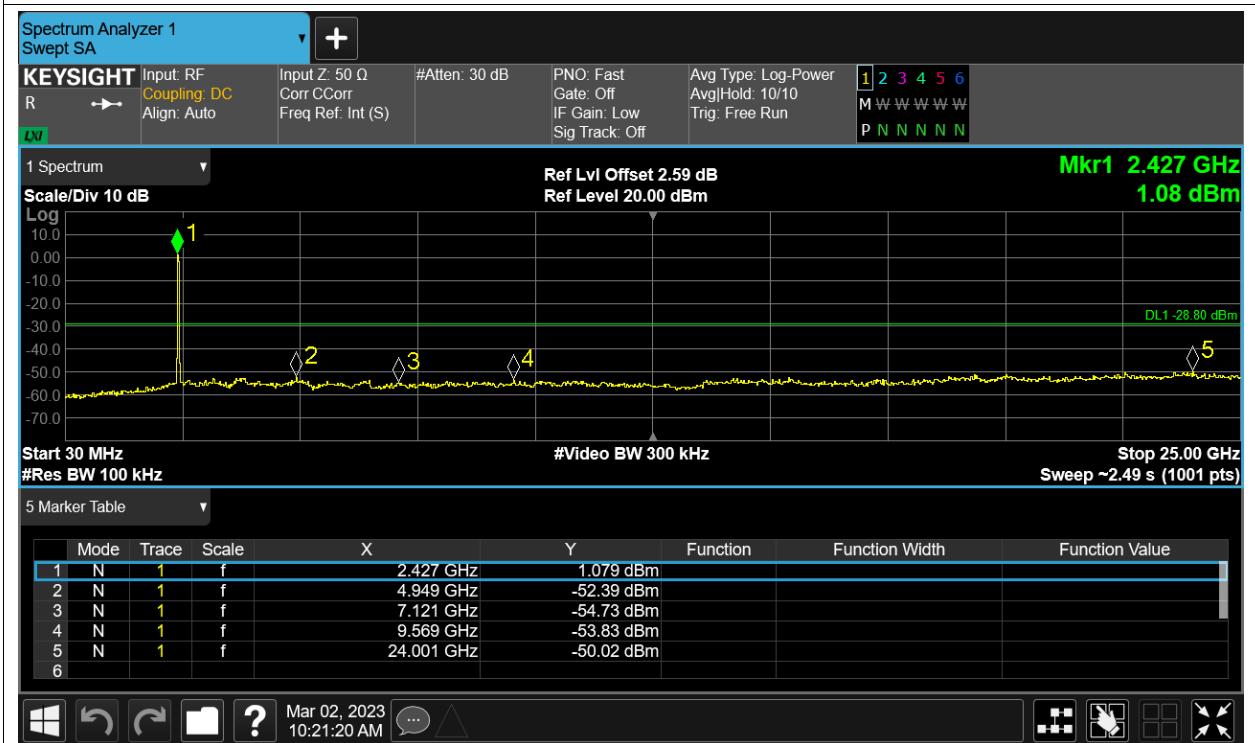 Spectrum Analyzer 1
Swept SA
KEYSIGHT
R
LXI
Input: RF
Coupling: DC
Align: Auto
Input Z: 50 Ω
Corr CCorr
Freq Ref: Int (S)
#Atten: 30 dB
PNO: Fast
Gate: Off
IF Gain: Low
Sig Track: Off
Avg Type: Log-Power
Avg|Hold: 10/10
Trig: Free Run
1 2 3 4 5 6
M W W W W W
P N N N N N
1 Spectrum
Scale/Div 10 dB
Ref Lvl Offset 2.59 dB
Ref Level 20.00 dBm
Mkr1 2.427 GHz
1.08 dBm
Log
10.0
0.00
-10.0
-20.0
-30.0
-40.0
-50.0
-60.0
-70.0
1
2
3
4
5
DL1 -28.80 dBm
Start 30 MHz
#Video BW 300 kHz
Stop 25.00 GHz
#Res BW 100 kHz
Sweep ~2.49 s (1001 pts)
5 Marker Table
Mode Trace Scale X Y Function Function Width Function Value
1 N 1 f 2.427 GHz 1.079 dBm
2 N 1 f 4.949 GHz -52.39 dBm
3 N 1 f 7.121 GHz -54.73 dBm
4 N 1 f 9.569 GHz -53.83 dBm
5 N 1 f 24.001 GHz -50.02 dBm
6
?
Mar 02, 2023
10:21:20 AM